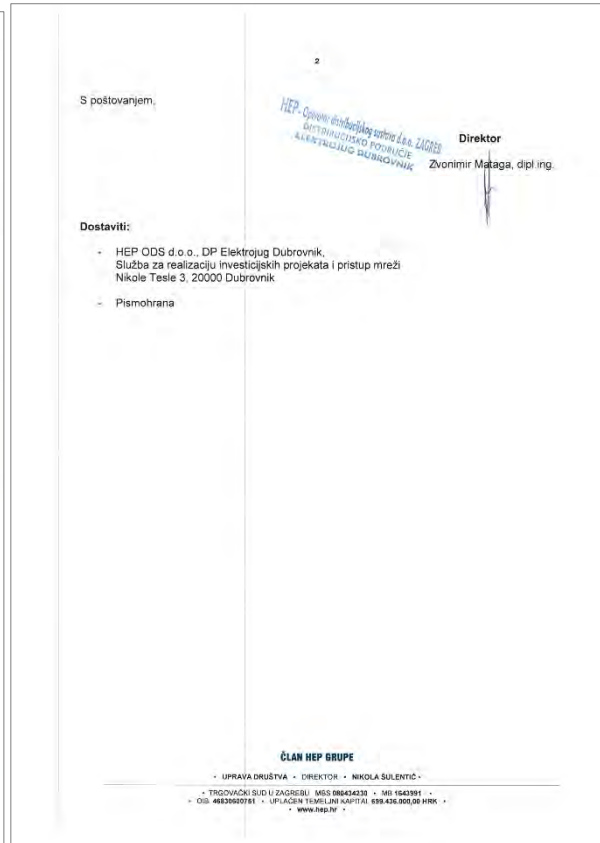 2
S poštovanjem,
HEP - Operator distribucijskog sustava d.o.o. ZAGREB
DISTRIBUCIJSKO PODRUČJE
ELEKTROJUG DUBROVNIK
Direktor
Zvonimir Mataga, dipl.ing.
Dostaviti:
- HEP ODS d.o.o., DP Elektrojug Dubrovnik,
Služba za realizaciju investicijskih projekata i pristup mreži
Nikole Tesle 3, 20000 Dubrovnik
- Pismohrana
ČLAN HEP GRUPE
• UPRAVA DRUŠTVA • DIREKTOR • NIKOLA ŠULENTIĆ •
• TRGOVAČKI SUD U ZAGREBU MBS 080434230 • MB 1643991 •
• OIB 46830600751 • UPLAĆEN TEMELJNI KAPITAL 699.436.000,00 HRK •
• www.hep.hr •